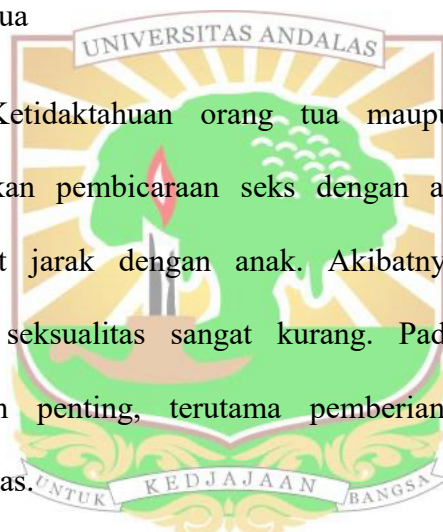 ua
UNIVERSITAS ANDALAS
Ketidaktahuan orang tua maupu
kan pembicaraan seks dengan a
t jarak dengan anak. Akibatny
seksualitas sangat kurang. Pad
n penting, terutama pemberian
as.
UNTUK KEDJAJAAN BANGSA